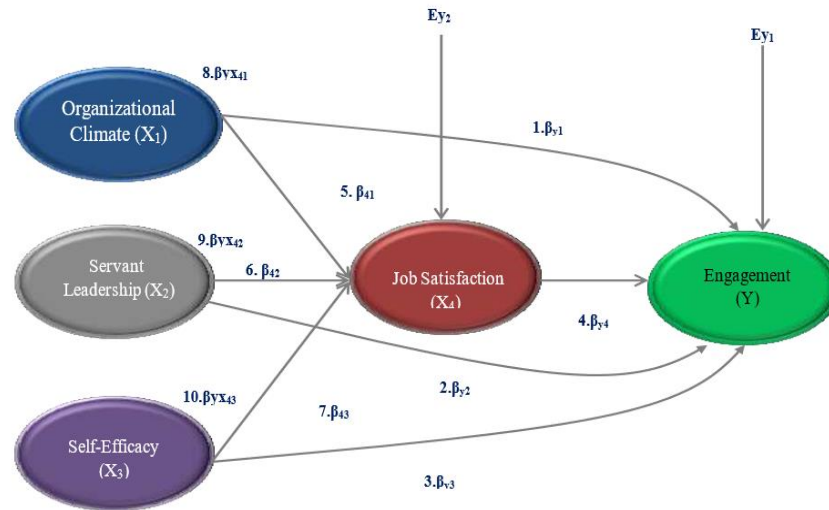 Ey₂
Ey₁
8.βyx₄₁
Organizational
Climate (X₁)
1.βy₁
5. β₄₁
9.βyx₄₂
Servant
Leadership (X₂)
6. β₄₂
Job Satisfaction
(X₄)
Engagement
(Y)
4.βy₄
10.βyx₄₃
7.β₄₃
2.βy₂
Self-Efficacy
(X₃)
3.βy₃